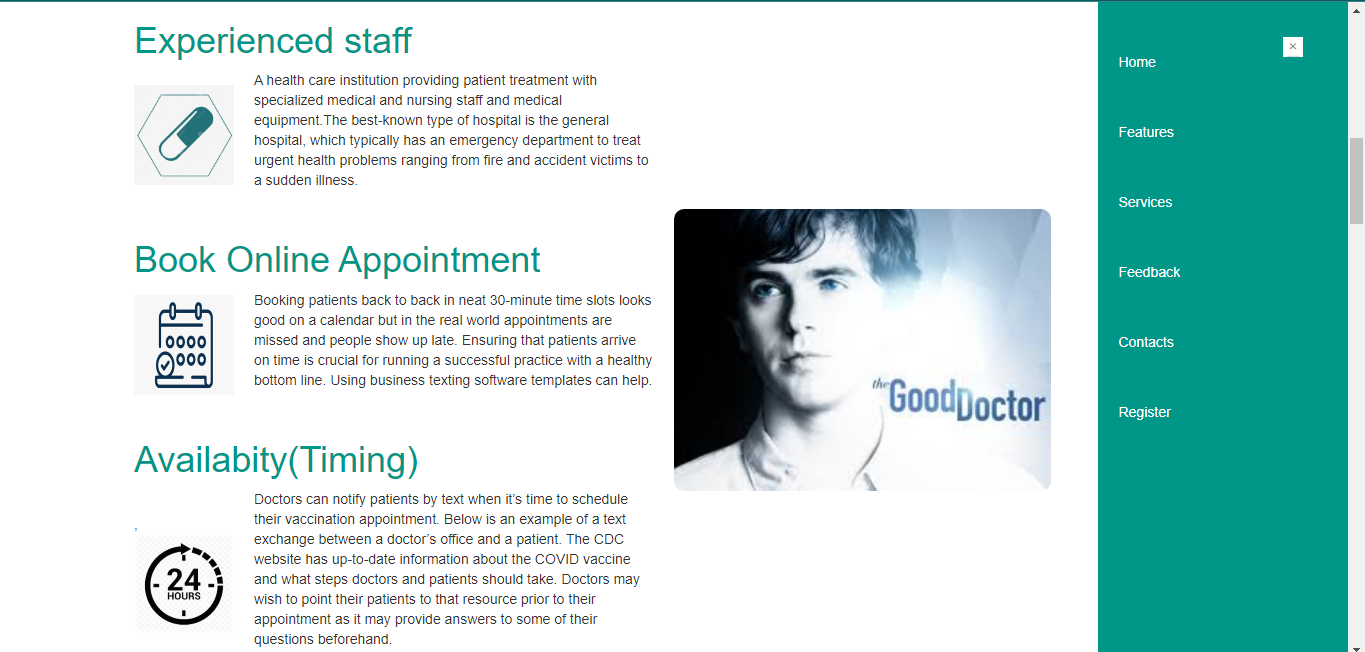 Experienced staff
A health care institution providing patient treatment with
specialized medical and nursing staff and medical
equipment.The best-known type of hospital is the general
hospital, which typically has an emergency department to treat
urgent health problems ranging from fire and accident victims to
a sudden illness.
Book Online Appointment
Booking patients back to back in neat 30-minute time slots looks
good on a calendar but in the real world appointments are
missed and people show up late. Ensuring that patients arrive
on time is crucial for running a successful practice with a healthy
bottom line. Using business texting software templates can help.
Availabity(Timing)
,
24
HOURS
Doctors can notify patients by text when it’s time to schedule
their vaccination appointment. Below is an example of a text
exchange between a doctor’s office and a patient. The CDC
website has up-to-date information about the COVID vaccine
and what steps doctors and patients should take. Doctors may
wish to point their patients to that resource prior to their
appointment as it may provide answers to some of their
questions beforehand.
the
Good Doctor
×
Home
Features
Services
Feedback
Contacts
Register